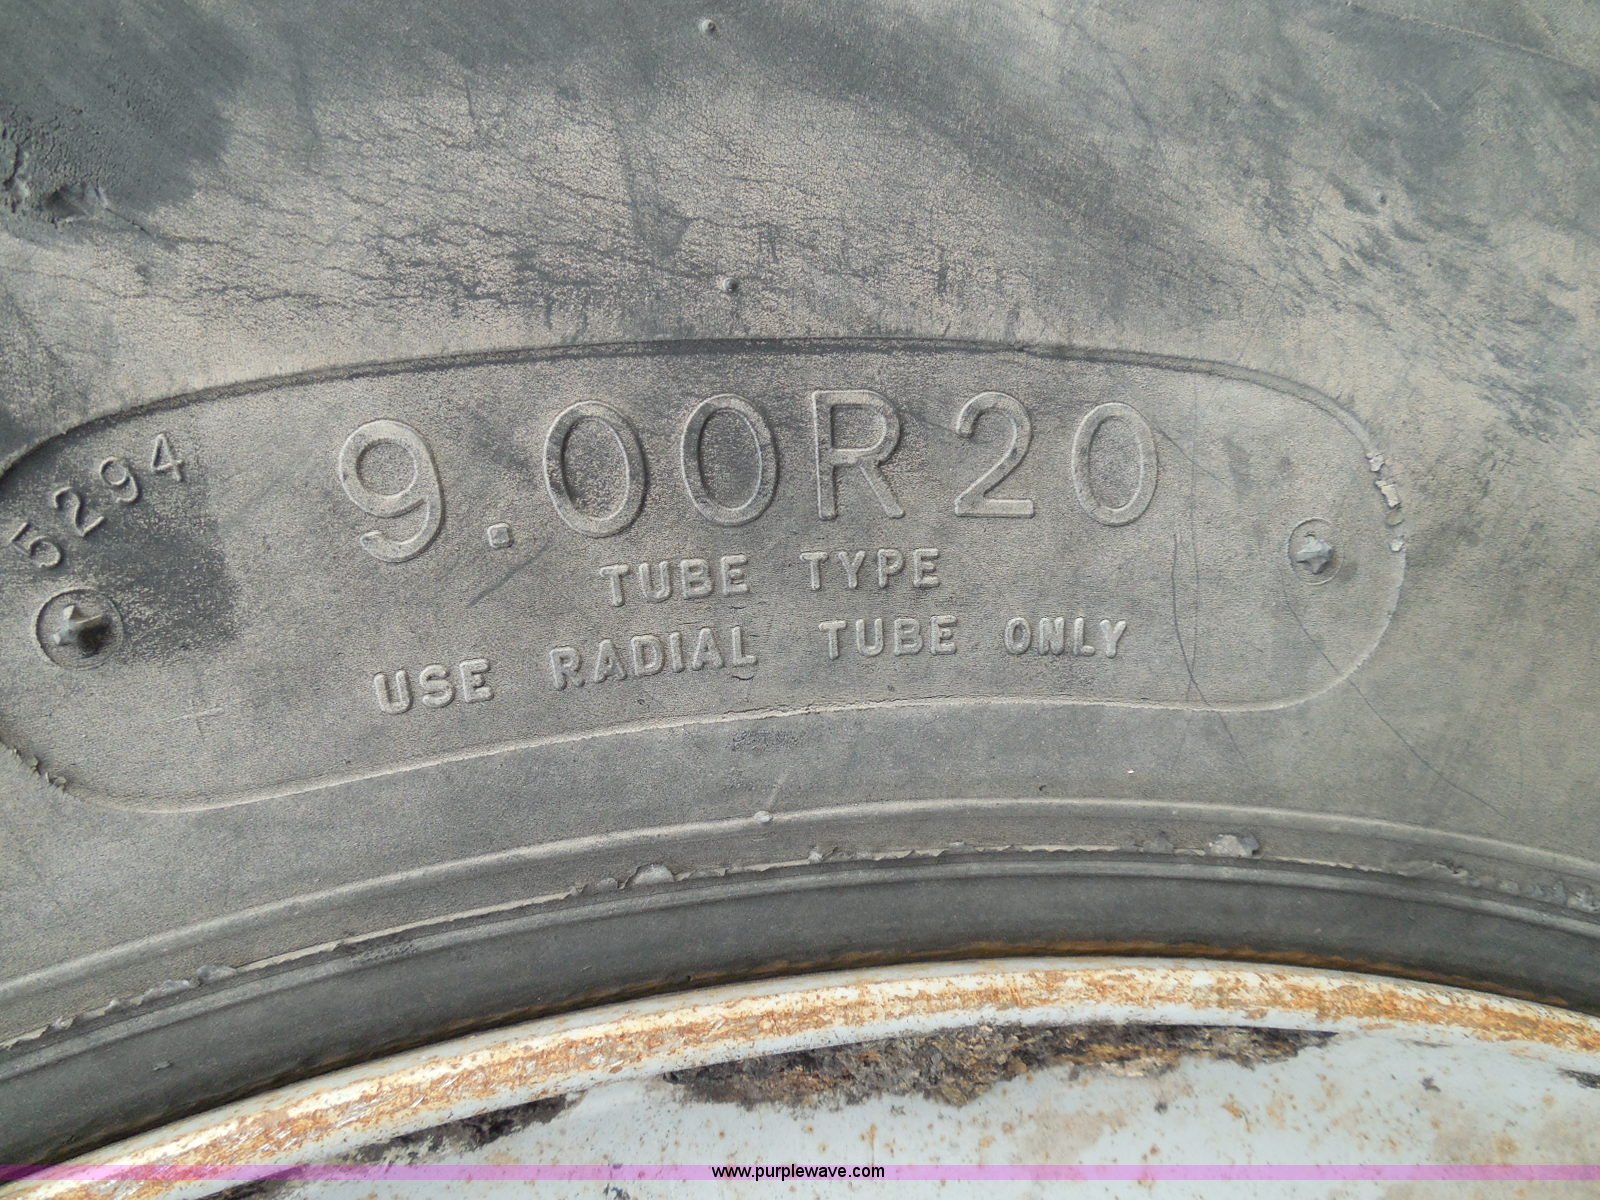 5294
9.00R20
TUBE TYPE
USE RADIAL TUBE ONLY
www.purplewave.com